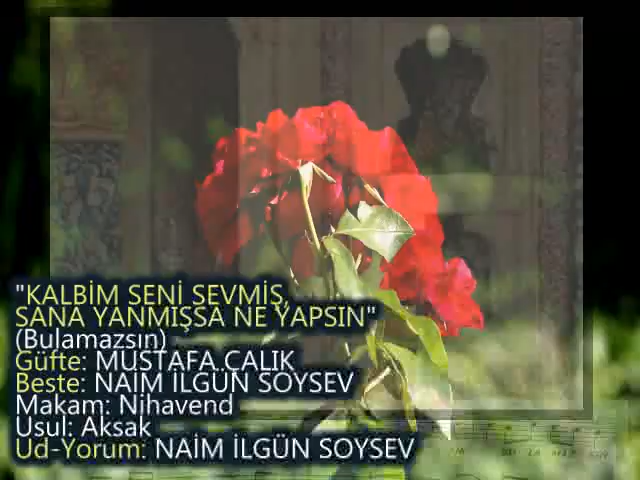 "KALBİM SENİ SEVMİŞ,
SANA YANMIŞSA NE YAPSIN"
(Bulamazsın)
Güfte: MUSTAFA ÇALIK
Beste: NAİM İLGÜN SOYSEV
Makam: Nihavend
Usul: Aksak
Ud-Yorum: NAİM İLGÜN SOYSEV